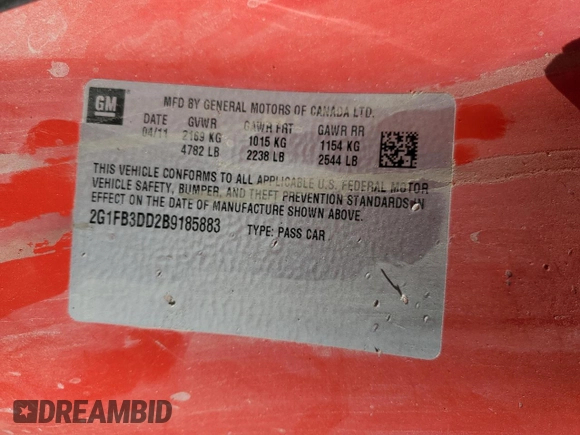 GM
MFD BY GENERAL MOTORS OF CANADA LTD.
DATE GVWR GAWR FRT GAWR RR
04/11 2169 KG 1015 KG 1154 KG
4782 LB 2238 LB 2544 LB
THIS VEHICLE CONFORMS TO ALL APPLICABLE U.S. FEDERAL MOTOR
VEHICLE SAFETY, BUMPER, AND THEFT PREVENTION STANDARDS IN
EFFECT ON THE DATE OF MANUFACTURE SHOWN ABOVE.
2G1FB3DD2B9185883 TYPE: PASS CAR
DREAMBID